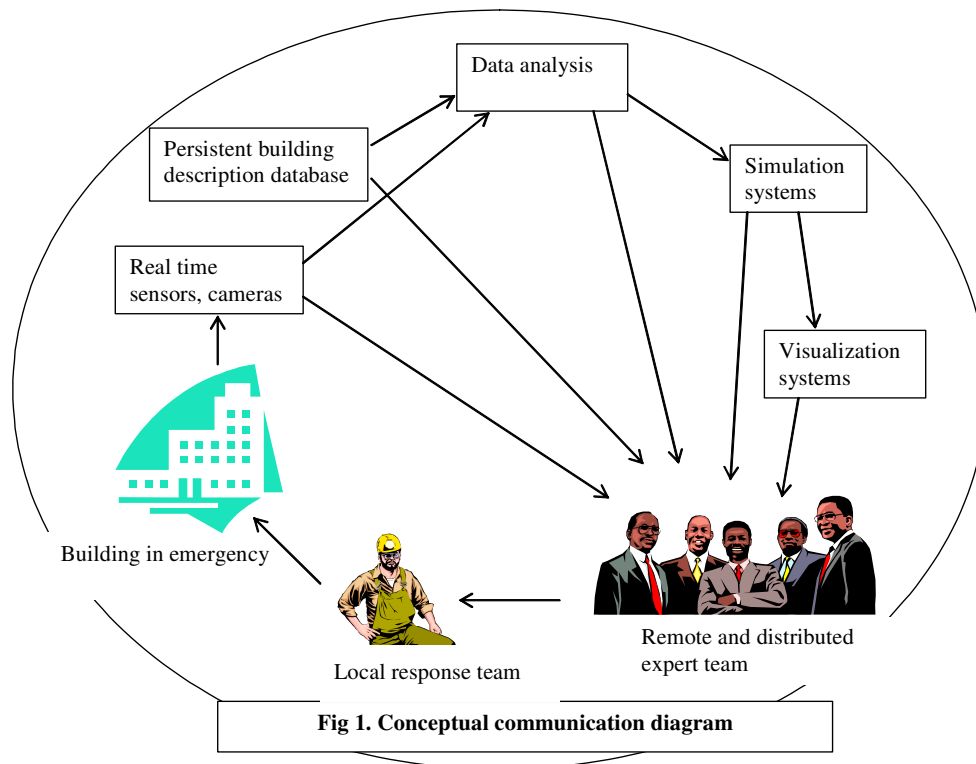 Data analysis
Persistent building
description database
Simulation
systems
Real time
sensors, cameras
Visualization
systems
Building in emergency
Remote and distributed
expert team
Local response team
Fig 1. Conceptual communication diagram